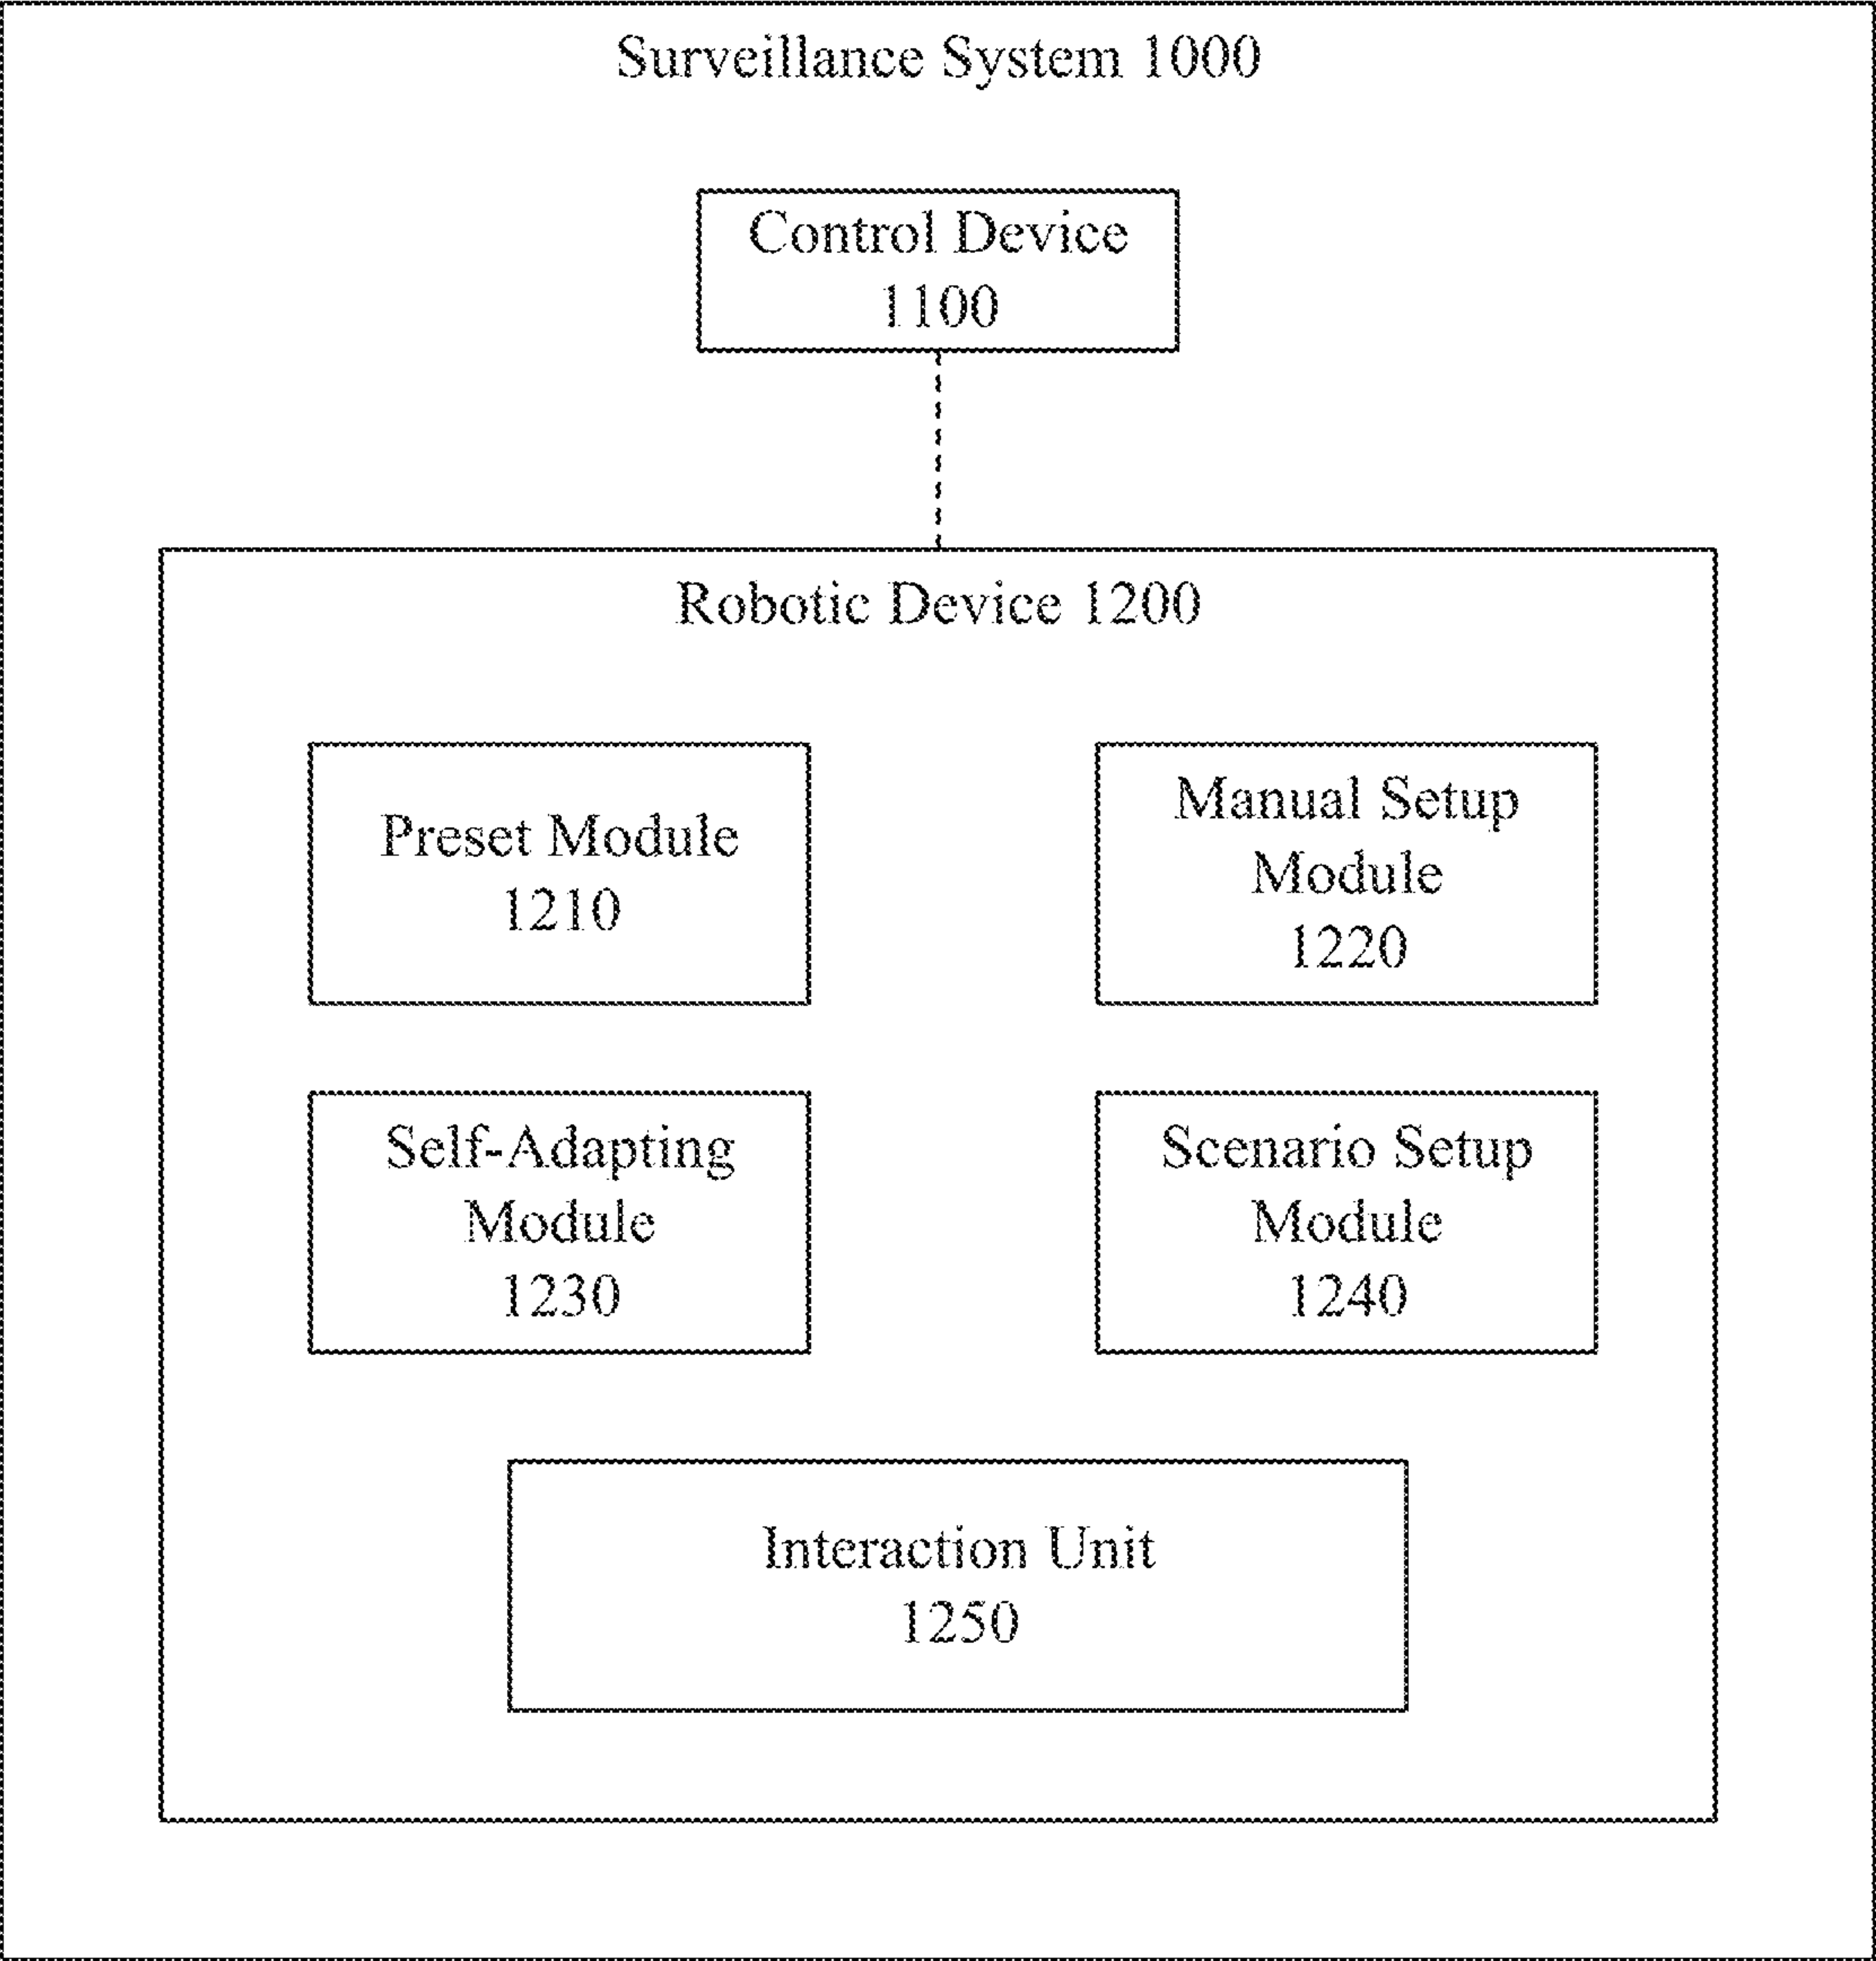 Surveillance System 1000
Control Device
1100
Robotic Device 1200
Preset Module
1210
Manual Setup
Module
1220
Self-Adapting
Module
1230
Scenario Setup
Module
1240
Interaction Unit
1250